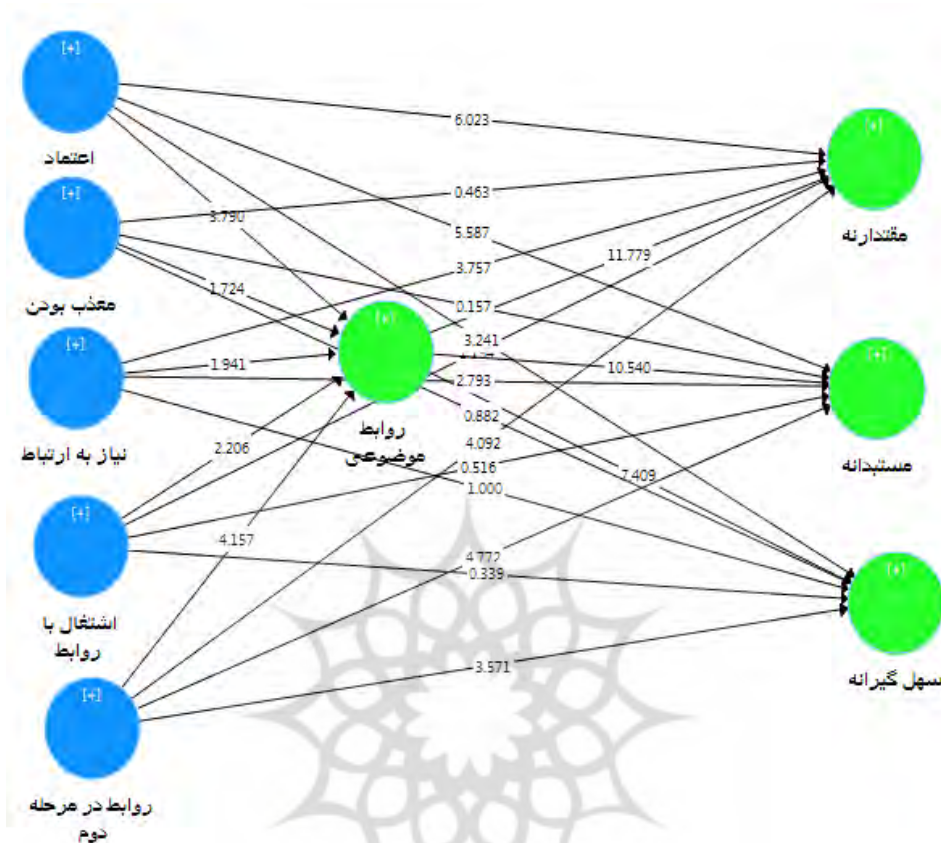 [+]
6.023
[+]
اعتماد
[+]
0.463
3.790
5.587
مقتدارنه
3.757
11.779
معذب بودن
1.724
0.157
[+]
[+]
3.241
[+]
1.941
2.793
10.540
0.882
روابط
موضوعی
4.092
مستبدانه
نیاز به ارتباط
2.206
0.516
7.409
1.000
[+]
4.157
4.772
0.339
[+]
اشتغال با
روابط
3.571
سهل گیرانه
[+]
روابط در مرحله
دوم